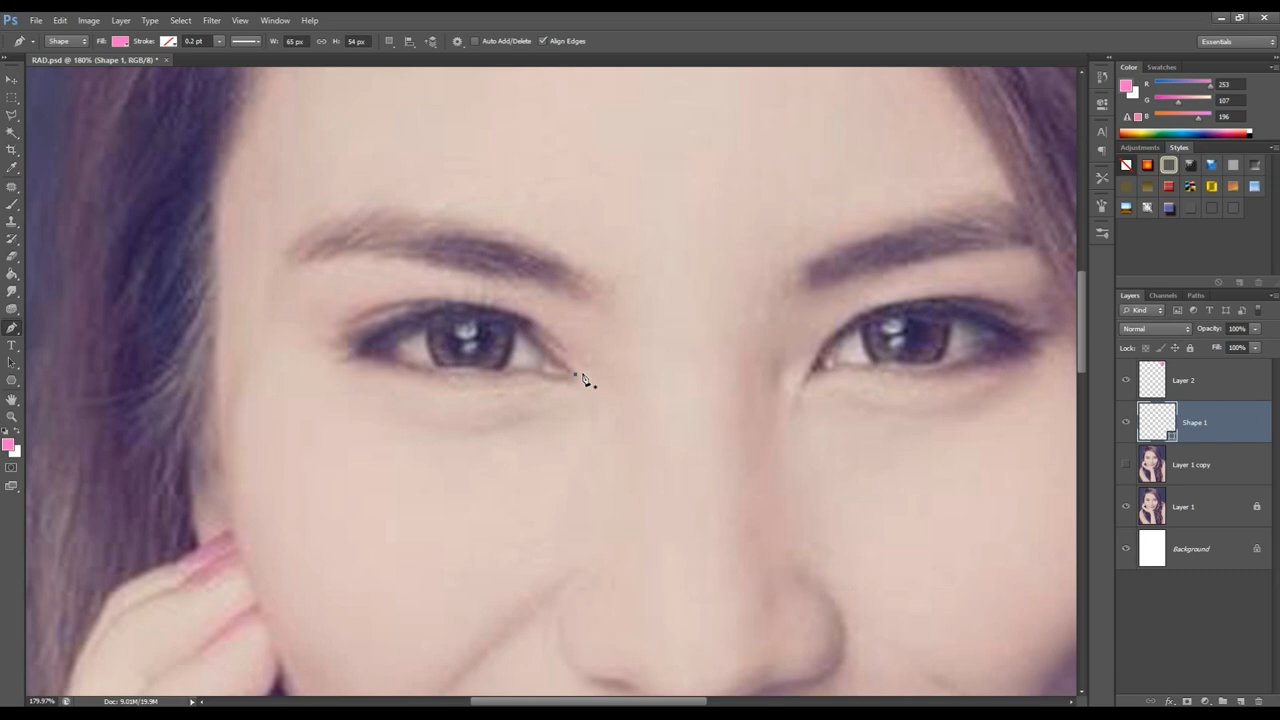 Ps File Edit Image Layer Type Select Filter View Window Help
Shape Fill: Stroke: 0.2 pt W: 65 px H: 54 px Auto Add/Delete Align Edges Essentials
RAD.psd @ 180% (Shape 1, RGB/8) * ×
Color Swatches
R 253
G 107
B 196
Adjustments Styles
Layers Channels Paths
Kind
Normal Opacity: 100%
Lock: Fill: 100%
Layer 2
Shape 1
Layer 1 copy
Layer 1
Background
179.97% Doc: 9.01M/19.9M